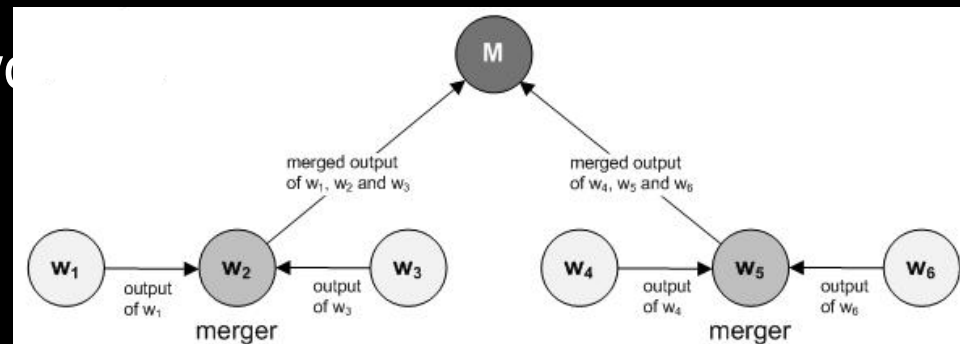 M
merged output
of w₁, w₂ and w₃
merged output
of w₄, w₅ and w₆
w₁
w₂
w₃
w₄
w₅
w₆
output
of w₁
output
of w₃
output
of w₄
output
of w₆
merger
merger